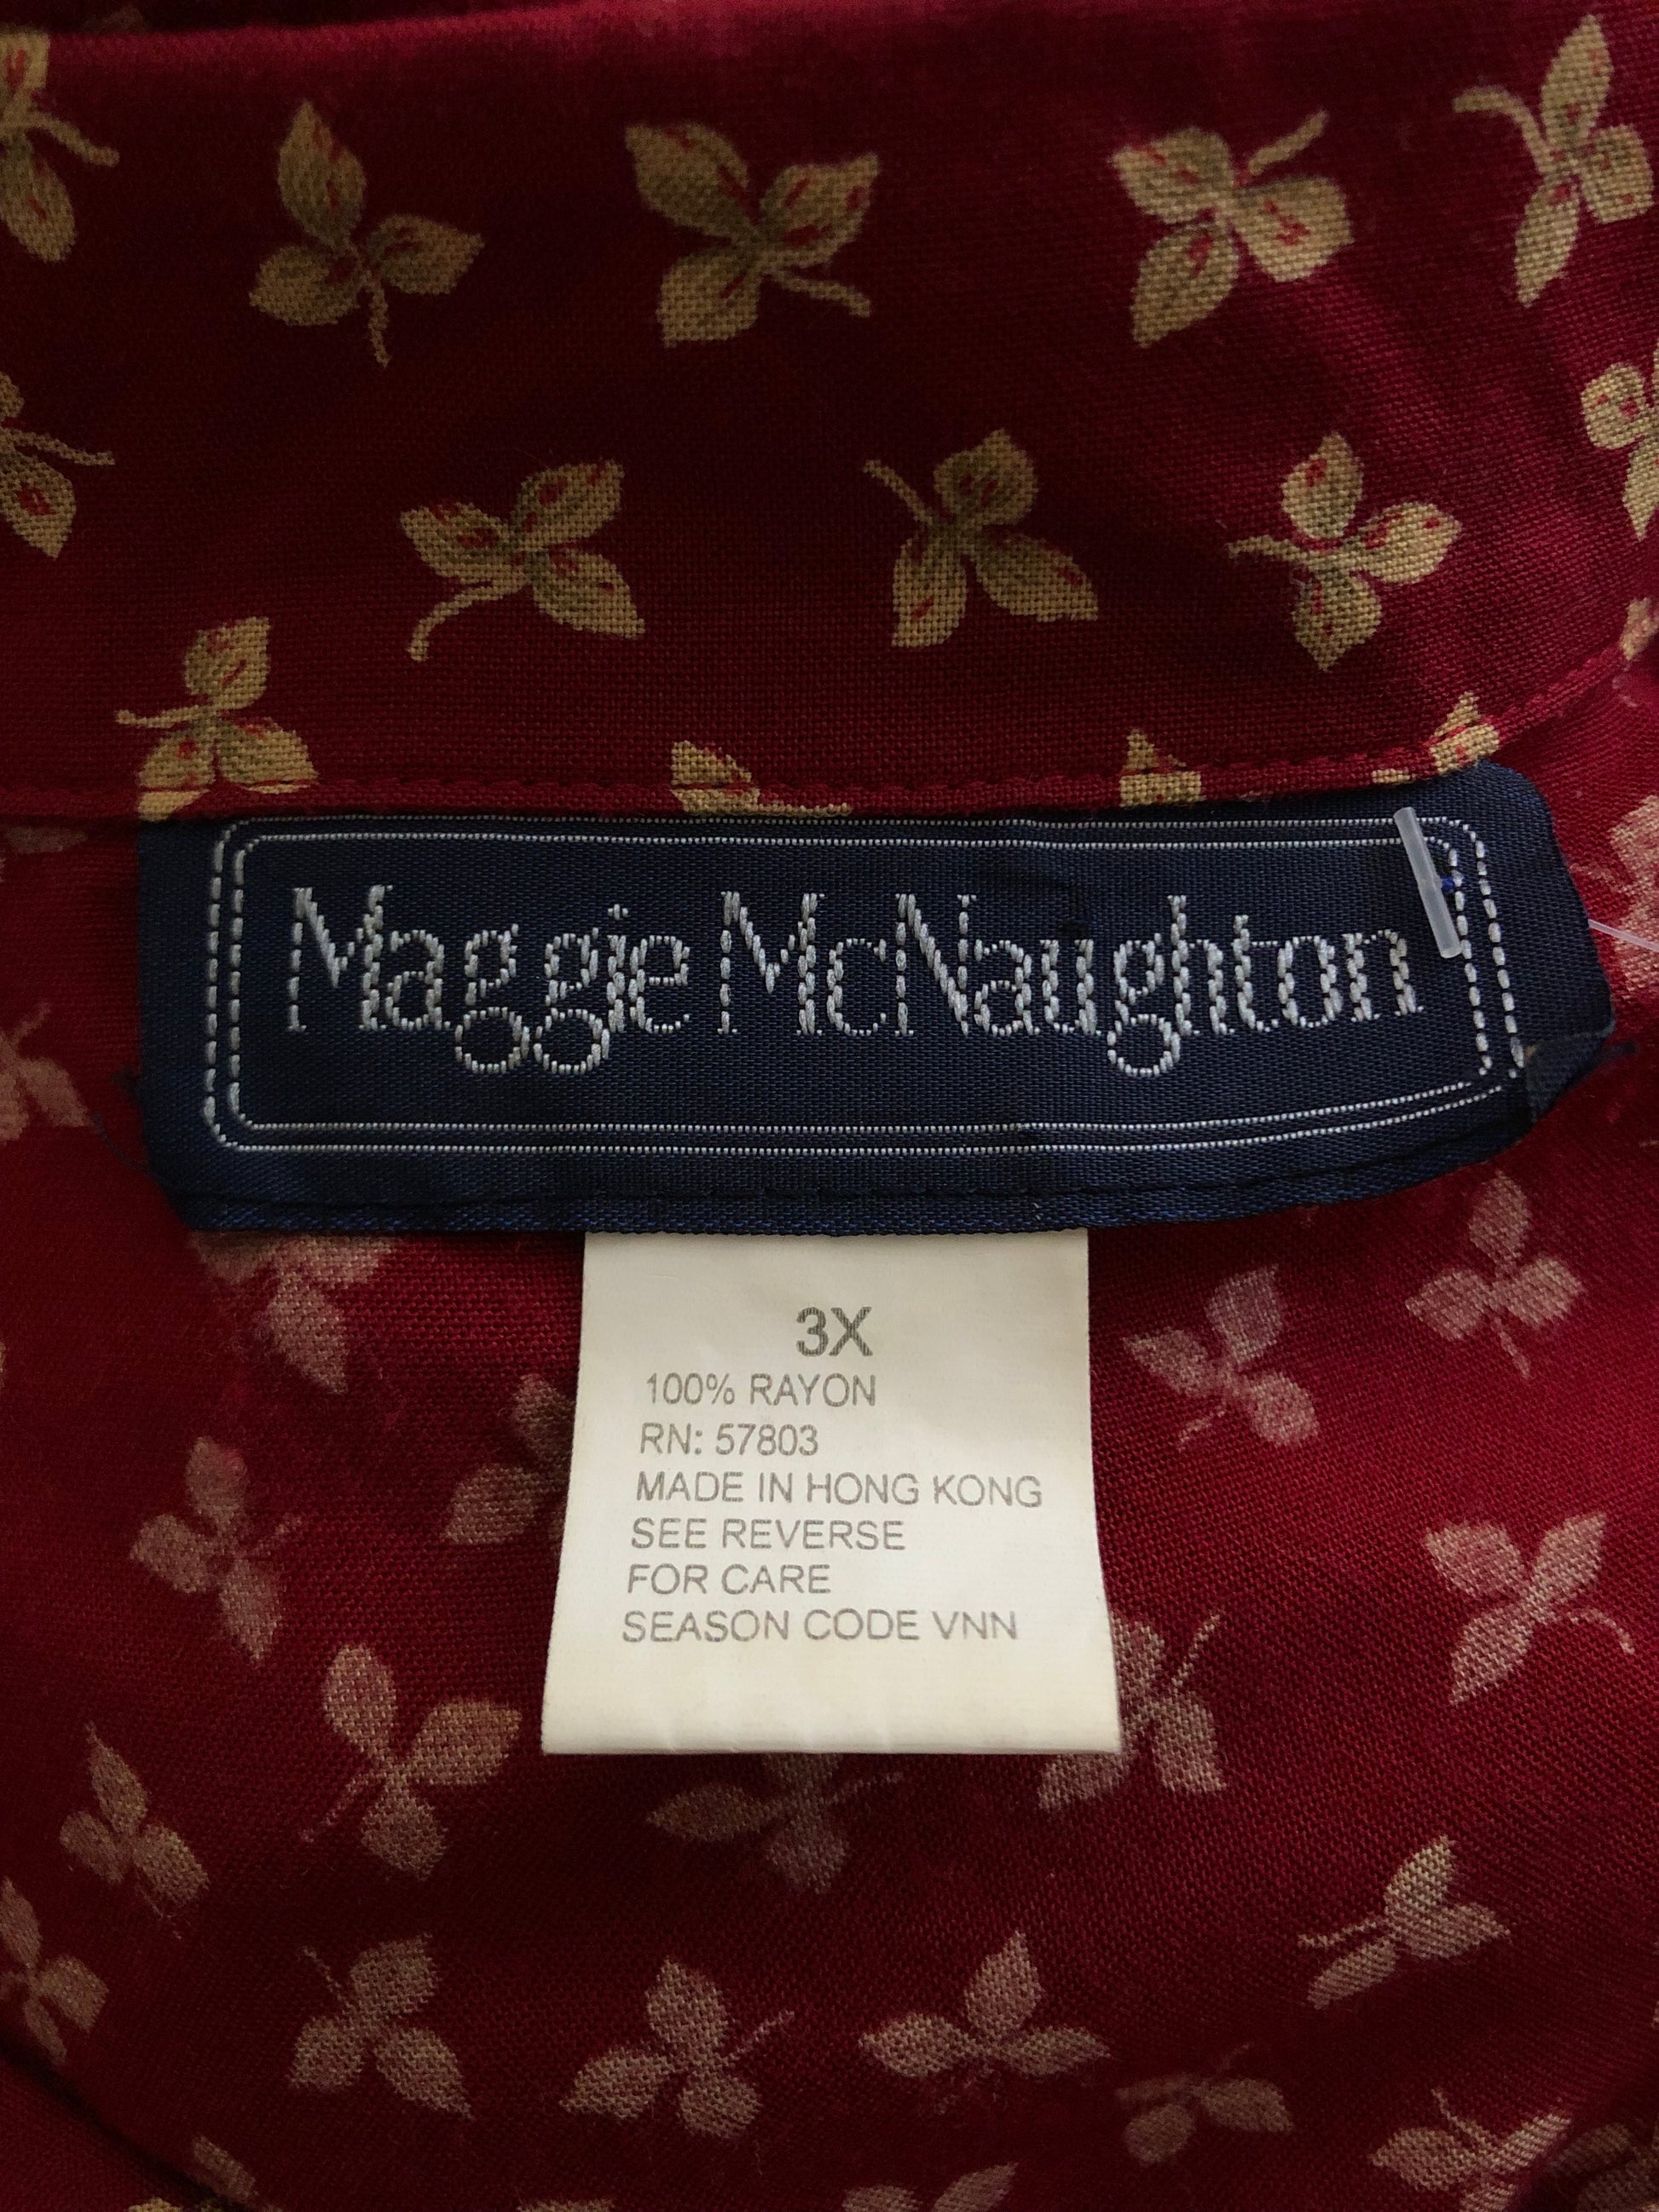 Maggie McNaughton
3X
100% RAYON
RN: 57803
MADE IN HONG KONG
SEE REVERSE
FOR CARE
SEASON CODE VNN